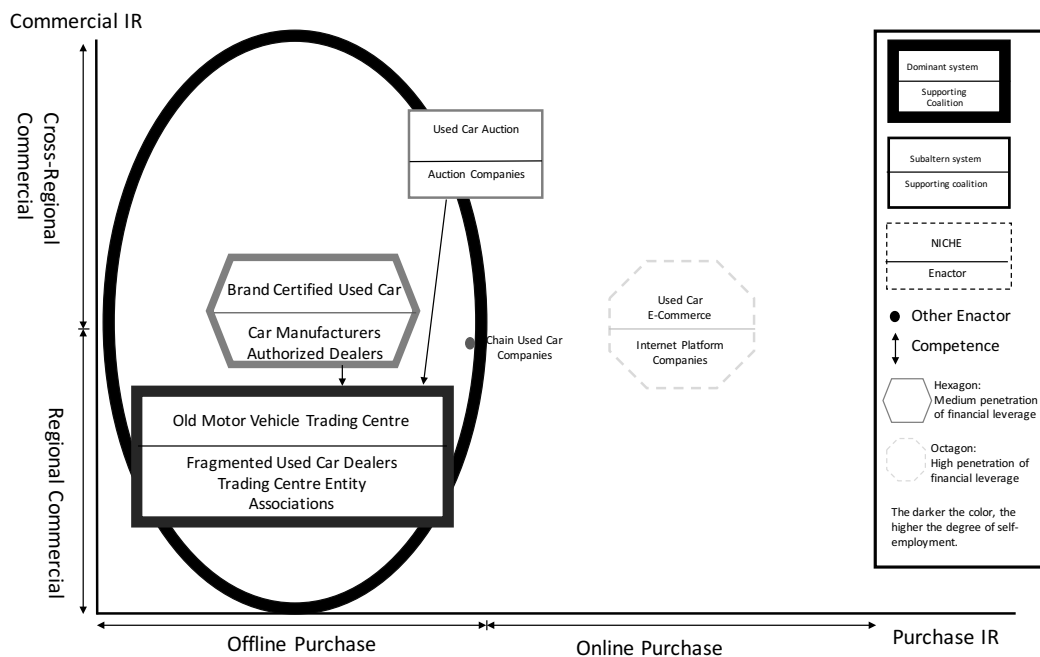 Commercial IR
Cross-Regional
Commercial
Regional Commercial
Used Car Auction
Auction Companies
Brand Certified Used Car
Car Manufacturers
Authorized Dealers
Chain Used Car
Companies
Used Car
E-Commerce
Internet Platform
Companies
Old Motor Vehicle Trading Centre
Fragmented Used Car Dealers
Trading Centre Entity
Associations
Offline Purchase
Online Purchase
Purchase IR
Dominant system
Supporting
Coalition
Subaltern system
Supporting coalition
NICHE
Enactor
Other Enactor
Competence
Hexagon:
Medium penetration
of financial leverage
Octagon:
High penetration of
financial leverage
The darker the color, the
higher the degree of self-
employment.